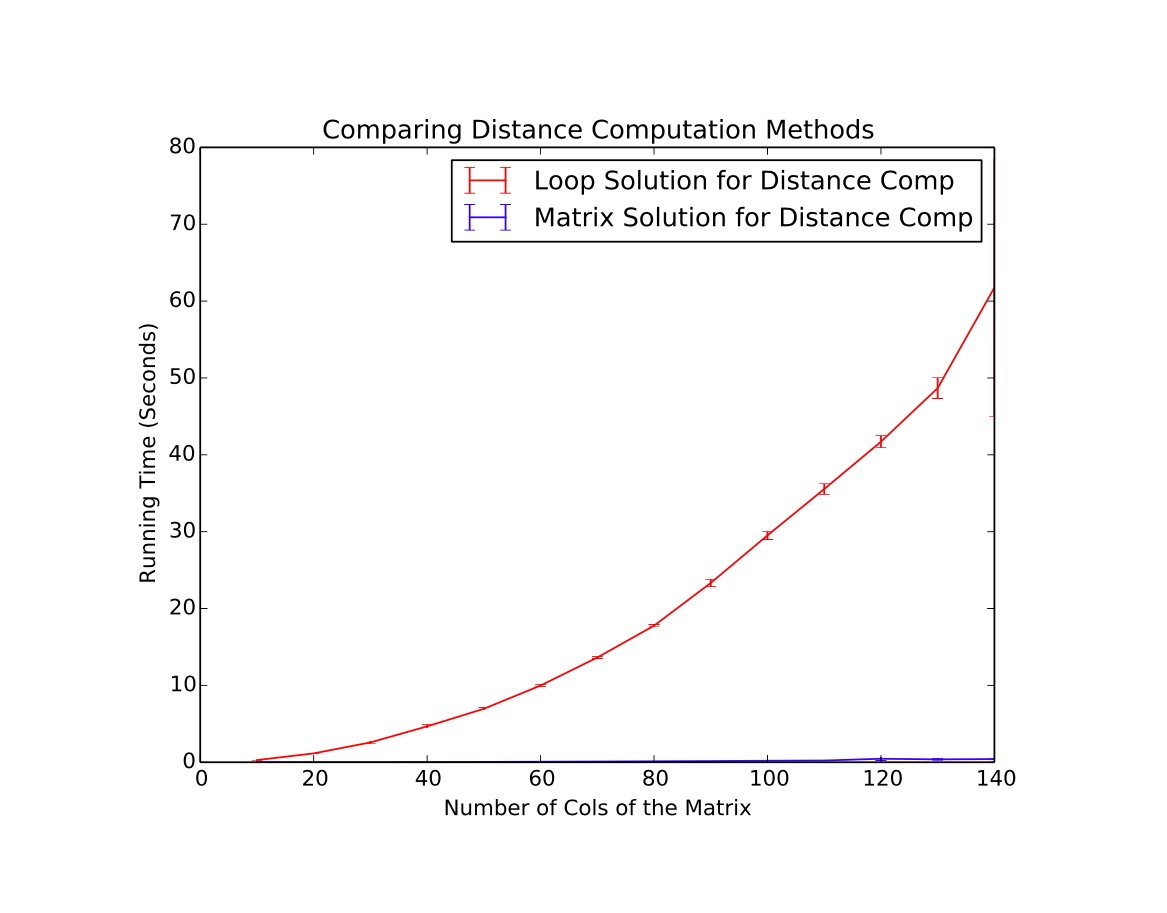 Comparing Distance Computation Methods
80
Loop Solution for Distance Comp
Matrix Solution for Distance Comp
70
60
50
40
30
20
10
0
Running Time (Seconds)
0 20 40 60 80 100 120 140
Number of Cols of the Matrix